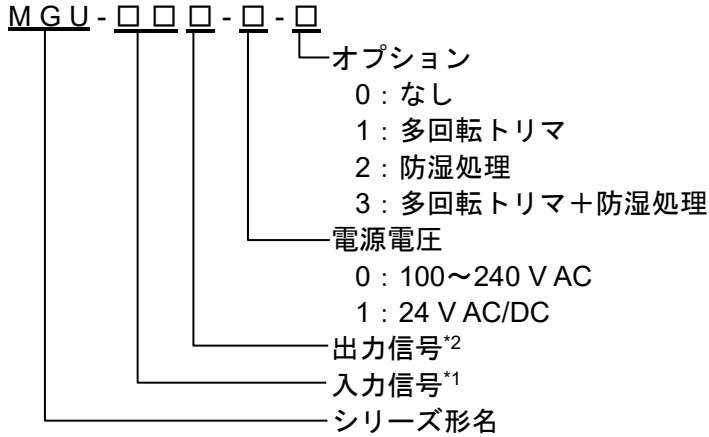 MGU-□□□-□-□
オプション
0：なし
1：多回転トリマ
2：防湿処理
3：多回転トリマ＋防湿処理
電源電圧
0：100～240 V AC
1：24 V AC/DC
出力信号*2
入力信号*1
シリーズ形名